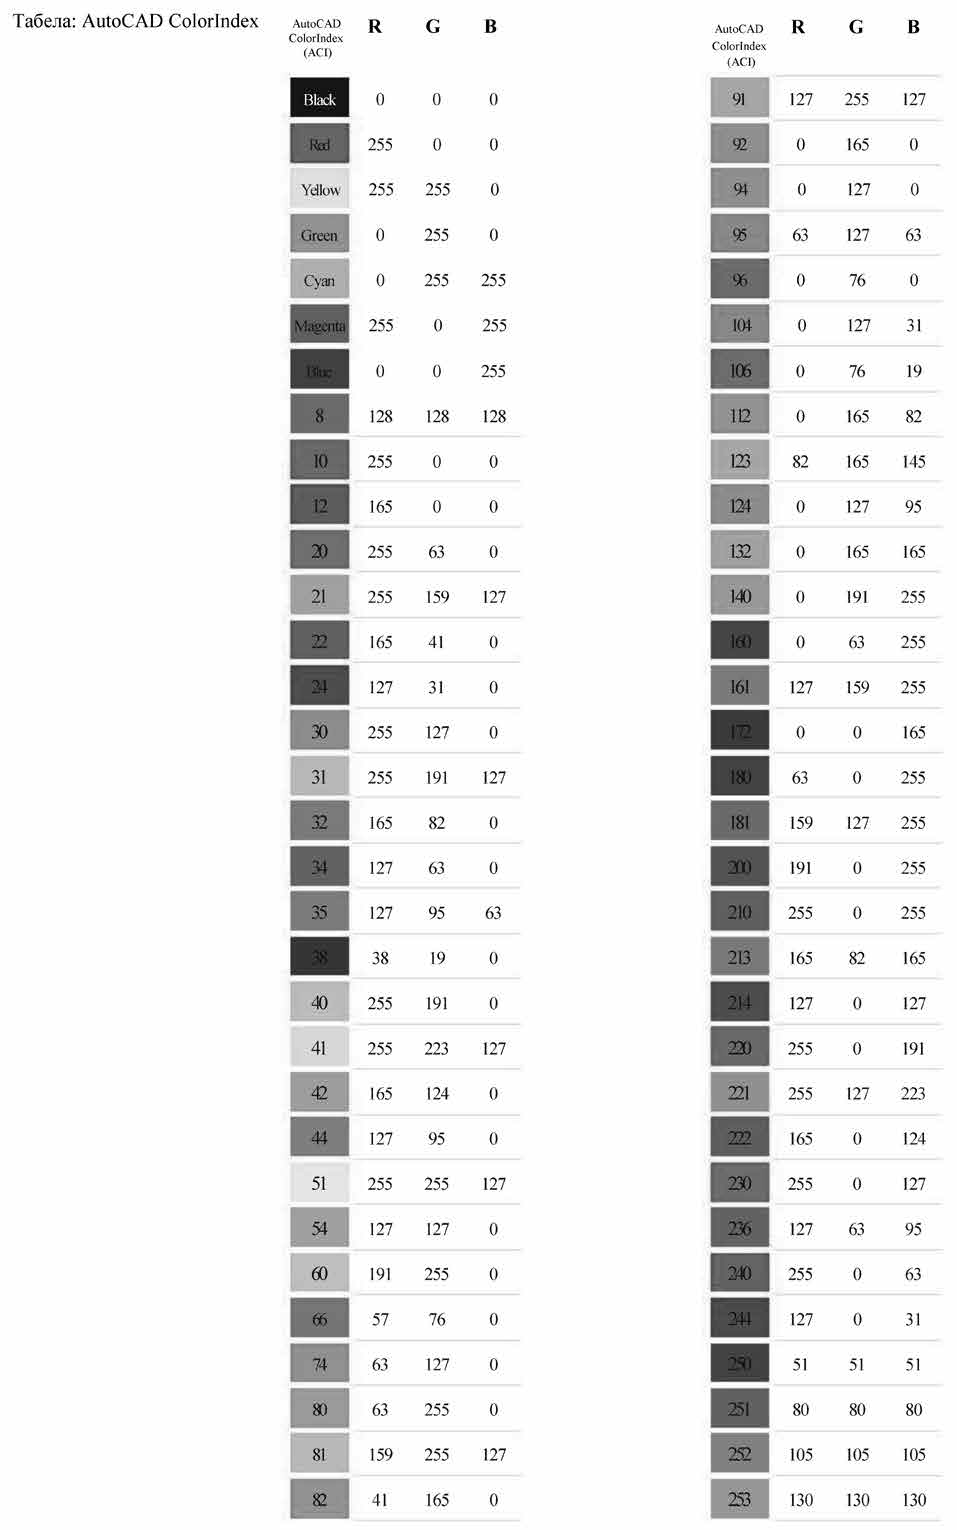 Табела: AutoCAD ColorIndex
AutoCAD ColorIndex (ACI) R G B
Black 0 0 0
Red 255 0 0
Yellow 255 255 0
Green 0 255 0
Cyan 0 255 255
Magenta 255 0 255
Blue 0 0 255
8 128 128 128
10 255 0 0
12 165 0 0
20 255 63 0
21 255 159 127
22 165 41 0
24 127 31 0
30 255 127 0
31 255 191 127
32 165 82 0
34 127 63 0
35 127 95 63
38 38 19 0
40 255 191 0
41 255 223 127
42 165 124 0
44 127 95 0
51 255 255 127
54 127 127 0
60 191 255 0
66 57 76 0
74 63 127 0
80 63 255 0
81 159 255 127
82 41 165 0
AutoCAD ColorIndex (ACI) R G B
91 127 255 127
92 0 165 0
94 0 127 0
95 63 127 63
96 0 76 0
104 0 127 31
106 0 76 19
112 0 165 82
123 82 165 145
124 0 127 95
132 0 165 165
140 0 191 255
160 0 63 255
161 127 159 255
172 0 0 165
180 63 0 255
181 159 127 255
200 191 0 255
210 255 0 255
213 165 82 165
214 127 0 127
220 255 0 191
221 255 127 223
222 165 0 124
230 255 0 127
236 127 63 95
240 255 0 63
244 127 0 31
250 51 51 51
251 80 80 80
252 105 105 105
253 130 130 130